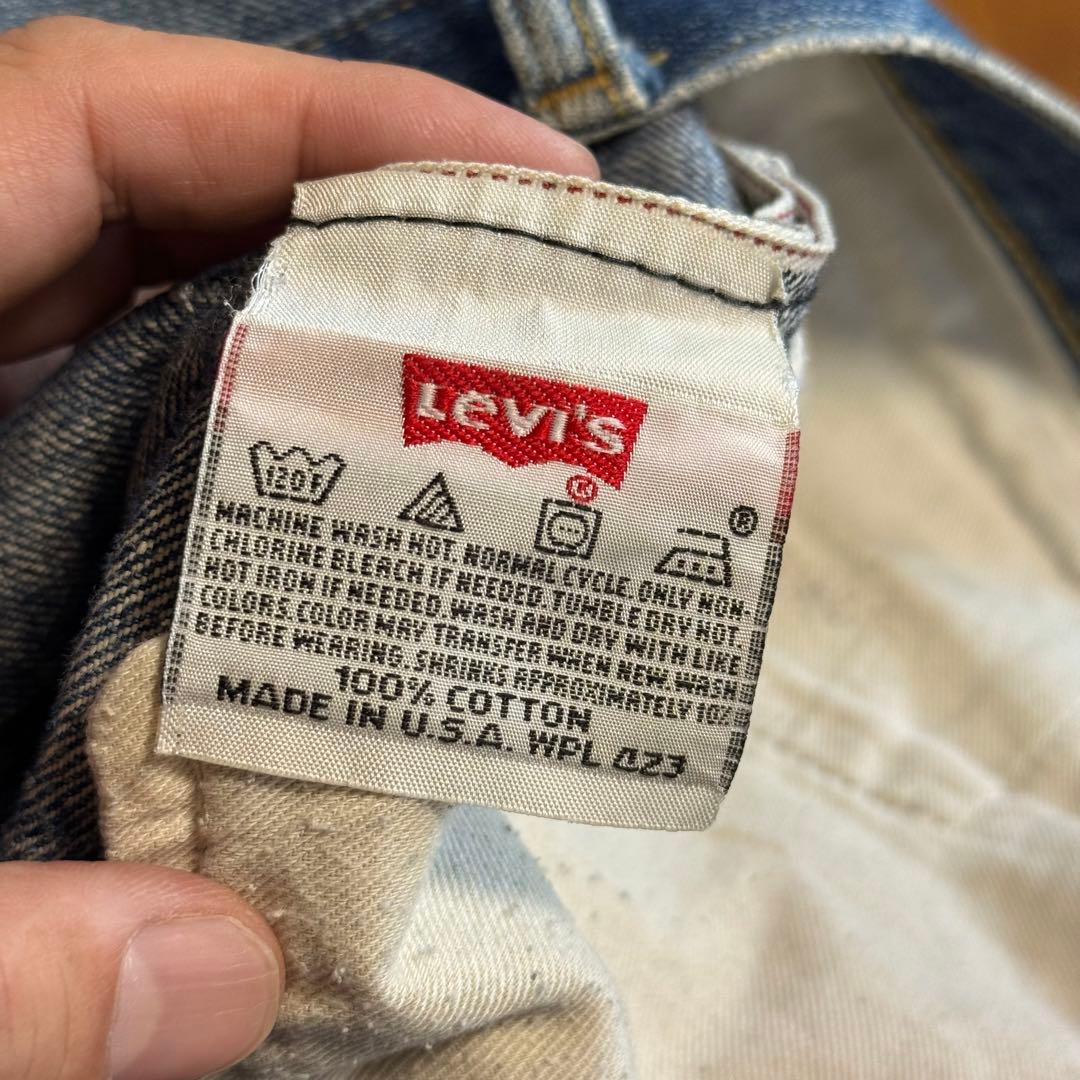 LEVI'S
®
120F
®
MACHINE WASH HOT. NORMAL CYCLE. ONLY NON-
CHLORINE BLEACH IF NEEDED. TUMBLE DRY HOT.
HOT IRON IF NEEDED. WASH AND DRY WITH LIKE
COLORS. COLOR MAY TRANSFER WHEN NEW. WASH
BEFORE WEARING. SHRINKS APPROXIMATELY 10%
100% COTTON
MADE IN U.S.A. WPL 423